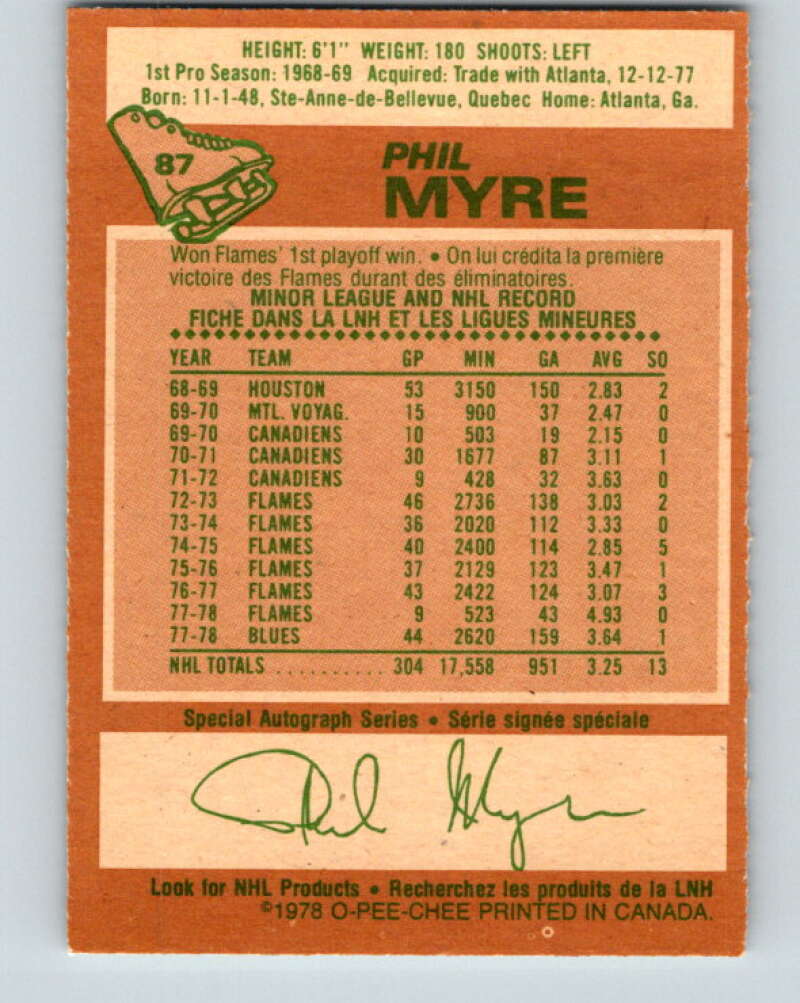 HEIGHT: 6'1" WEIGHT: 180 SHOOTS: LEFT
1st Pro Season: 1968-69 Acquired: Trade with Atlanta, 12-12-77
Born: 11-1-48, Ste-Anne-de-Bellevue, Quebec Home: Atlanta, Ga.
87
PHIL
MYRE
Won Flames' 1st playoff win. • On lui crédita la première
victoire des Flames durant des éliminatoires.
MINOR LEAGUE AND NHL RECORD
FICHE DANS LA LNH ET LES LIGUES MINEURES
YEAR TEAM GP MIN GA AVG SO
68-69 HOUSTON 53 3150 150 2.83 2
69-70 MTL. VOYAG. 15 900 37 2.47 0
69-70 CANADIENS 10 503 19 2.15 0
70-71 CANADIENS 30 1677 87 3.11 1
71-72 CANADIENS 9 428 32 3.63 0
72-73 FLAMES 46 2736 138 3.03 2
73-74 FLAMES 36 2020 112 3.33 0
74-75 FLAMES 40 2400 114 2.85 5
75-76 FLAMES 37 2129 123 3.47 1
76-77 FLAMES 43 2422 124 3.07 3
77-78 FLAMES 9 523 43 4.93 0
77-78 BLUES 44 2620 159 3.64 1
NHL TOTALS .......... 304 17,558 951 3.25 13
Special Autograph Series • Série signée spéciale
Phil Myre
Look for NHL Products • Recherchez les produits de la LNH
©1978 O-PEE-CHEE PRINTED IN CANADA.